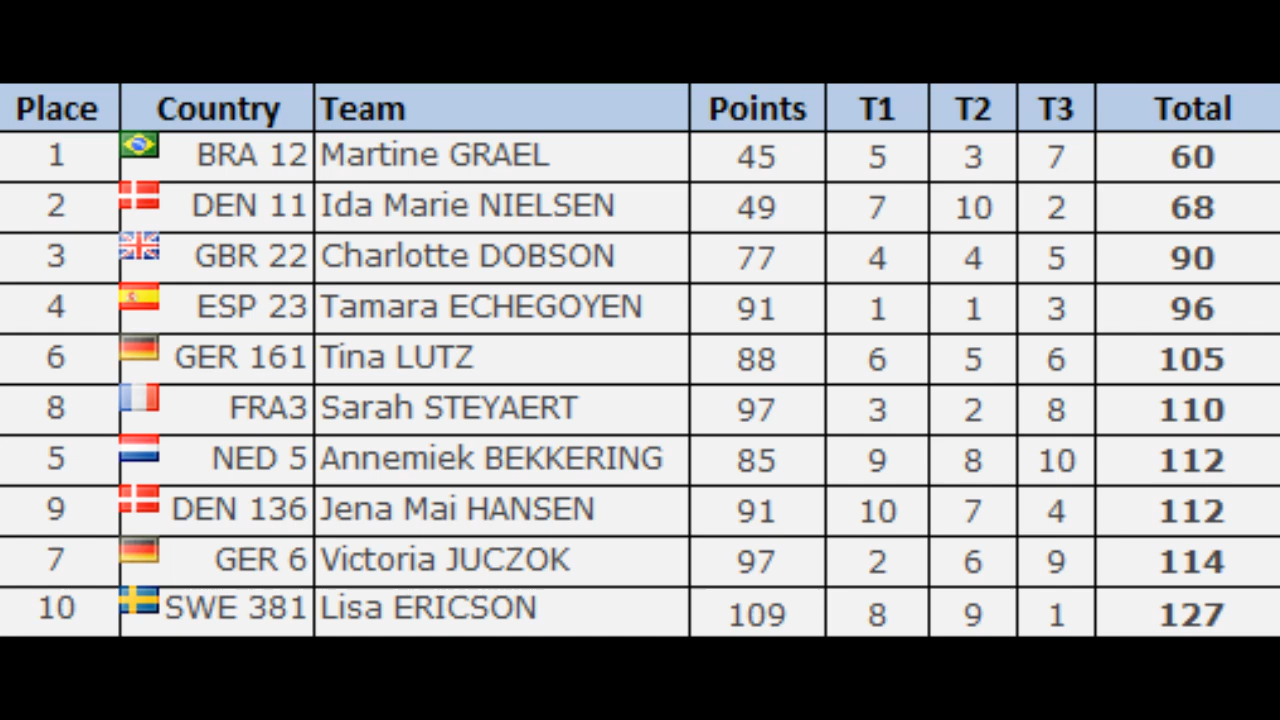 Place Country Team Points T1 T2 T3 Total
1 BRA 12 Martine GRAEL 45 5 3 7 60
2 DEN 11 Ida Marie NIELSEN 49 7 10 2 68
3 GBR 22 Charlotte DOBSON 77 4 4 5 90
4 ESP 23 Tamara ECHEGOYEN 91 1 1 3 96
6 GER 161 Tina LUTZ 88 6 5 6 105
8 FRA3 Sarah STEYAERT 97 3 2 8 110
5 NED 5 Annemiek BEKKERING 85 9 8 10 112
9 DEN 136 Jena Mai HANSEN 91 10 7 4 112
7 GER 6 Victoria JUCZOK 97 2 6 9 114
10 SWE 381 Lisa ERICSON 109 8 9 1 127